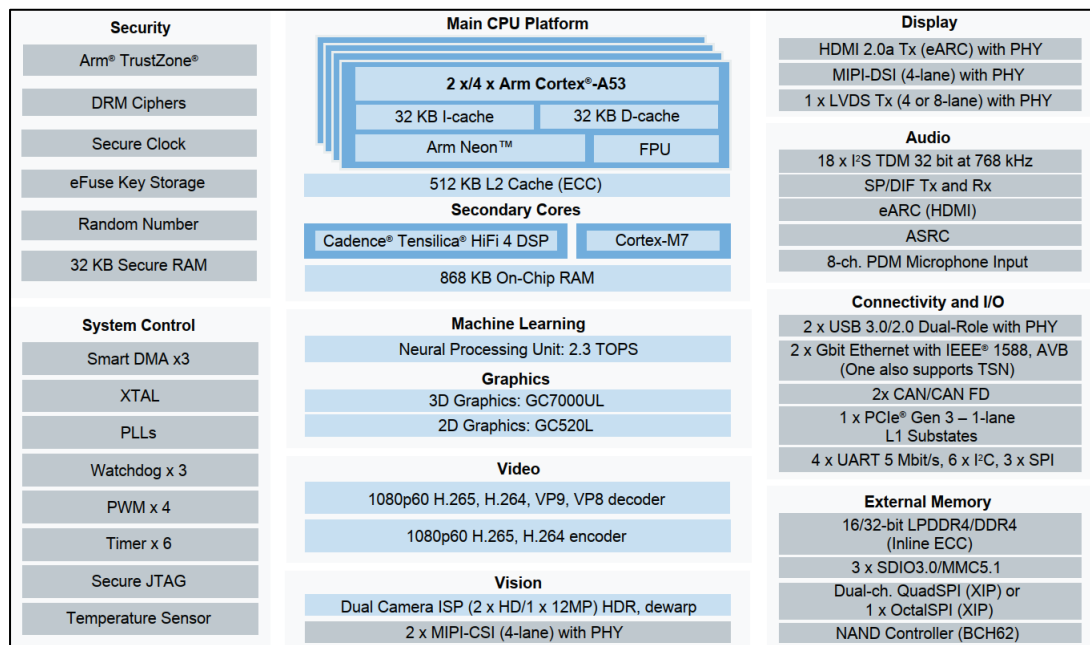 Security
Arm® TrustZone®
DRM Ciphers
Secure Clock
eFuse Key Storage
Random Number
32 KB Secure RAM
System Control
Smart DMA x3
XTAL
PLLs
Watchdog x 3
PWM x 4
Timer x 6
Secure JTAG
Temperature Sensor
Main CPU Platform
2 x/4 x Arm Cortex®-A53
32 KB I-cache
32 KB D-cache
Arm Neon™
FPU
512 KB L2 Cache (ECC)
Secondary Cores
Cadence® Tensilica® HiFi 4 DSP
Cortex-M7
868 KB On-Chip RAM
Machine Learning
Neural Processing Unit: 2.3 TOPS
Graphics
3D Graphics: GC7000UL
2D Graphics: GC520L
Video
1080p60 H.265, H.264, VP9, VP8 decoder
1080p60 H.265, H.264 encoder
Vision
Dual Camera ISP (2 x HD/1 x 12MP) HDR, dewarp
2 x MIPI-CSI (4-lane) with PHY
Display
HDMI 2.0a Tx (eARC) with PHY
MIPI-DSI (4-lane) with PHY
1 x LVDS Tx (4 or 8-lane) with PHY
Audio
18 x I²S TDM 32 bit at 768 kHz
SP/DIF Tx and Rx
eARC (HDMI)
ASRC
8-ch. PDM Microphone Input
Connectivity and I/O
2 x USB 3.0/2.0 Dual-Role with PHY
2 x Gbit Ethernet with IEEE® 1588, AVB
(One also supports TSN)
2x CAN/CAN FD
1 x PCIe® Gen 3 – 1-lane
L1 Substates
4 x UART 5 Mbit/s, 6 x I²C, 3 x SPI
External Memory
16/32-bit LPDDR4/DDR4
(Inline ECC)
3 x SDIO3.0/MMC5.1
Dual-ch. QuadSPI (XIP) or
1 x OctalSPI (XIP)
NAND Controller (BCH62)